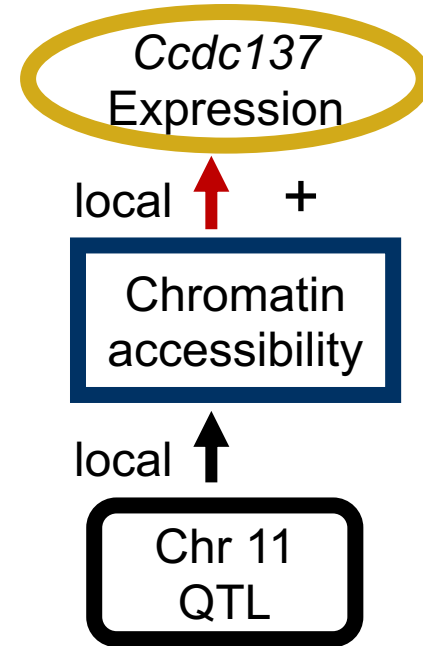 Ccdc137
Expression
local +
Chromatin
accessibility
local
Chr 11
QTL